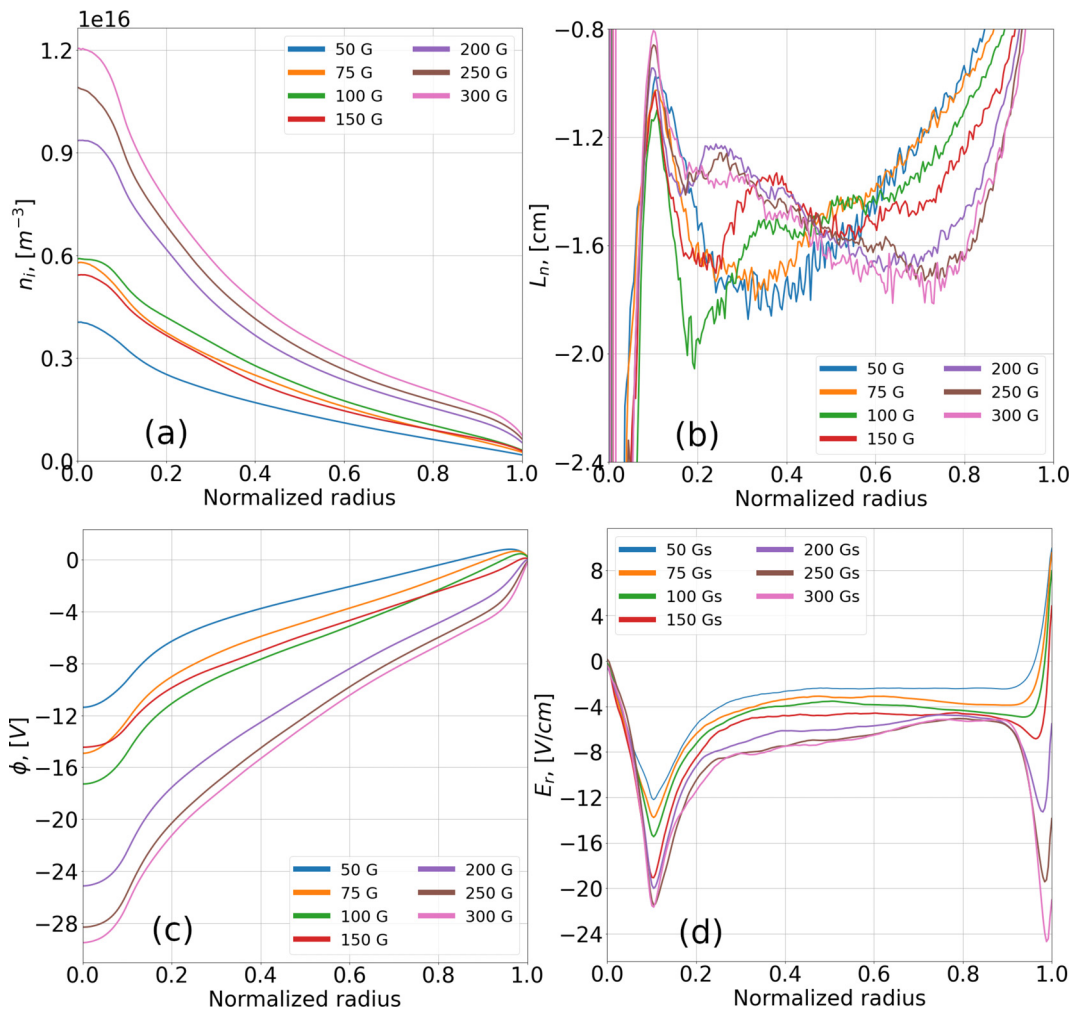 1e16
n_i, [m^{-3}]
1.2
0.9
0.6
0.3
0.0
50 G
75 G
100 G
150 G
200 G
250 G
300 G
(a)
0.0 0.2 0.4 0.6 0.8 1.0
Normalized radius
L_n, [cm]
−0.8
−1.2
−1.6
−2.0
−2.4
50 G
75 G
100 G
150 G
200 G
250 G
300 G
(b)
0.0 0.2 0.4 0.6 0.8 1.0
Normalized radius
ϕ, [V]
0
−4
−8
−12
−16
−20
−24
−28
50 G
75 G
100 G
150 G
200 G
250 G
300 G
(c)
0.0 0.2 0.4 0.6 0.8 1.0
Normalized radius
E_r, [V/cm]
8
4
0
−4
−8
−12
−16
−20
−24
50 Gs
75 Gs
100 Gs
150 Gs
200 Gs
250 Gs
300 Gs
(d)
0.0 0.2 0.4 0.6 0.8 1.0
Normalized radius